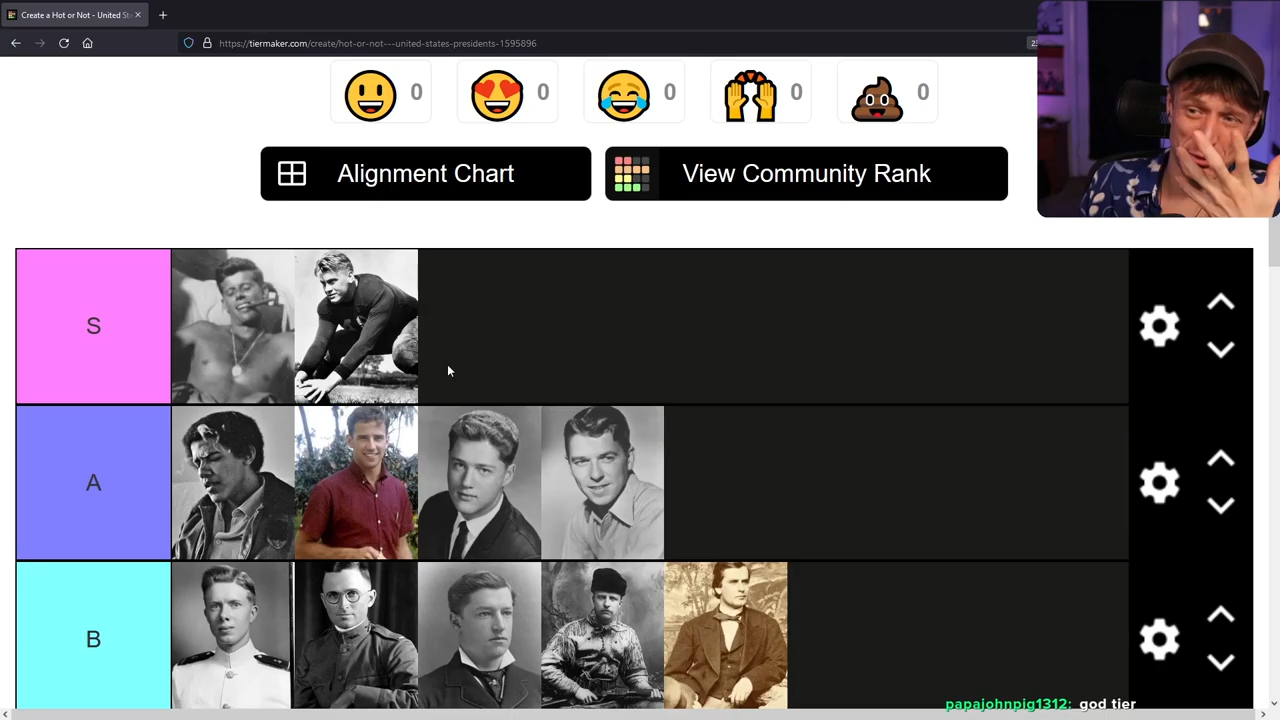 Create a Hot or Not - United St
https://tiermaker.com/create/hot-or-not---united-states-presidents-1595896
0
0
0
0
0
Alignment Chart
View Community Rank
S
A
B
papajohnpig1312: god tier